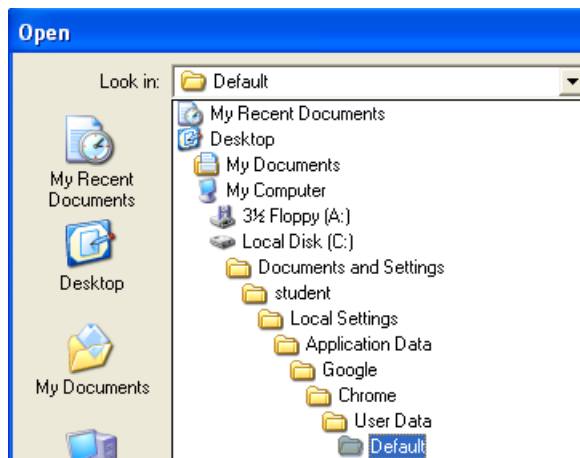 Open
Look in:
Default
My Recent Documents
Desktop
My Documents
My Computer
3½ Floppy (A:)
Local Disk (C:)
Documents and Settings
student
Local Settings
Application Data
Google
Chrome
User Data
Default
My Recent
Documents
Desktop
My Documents